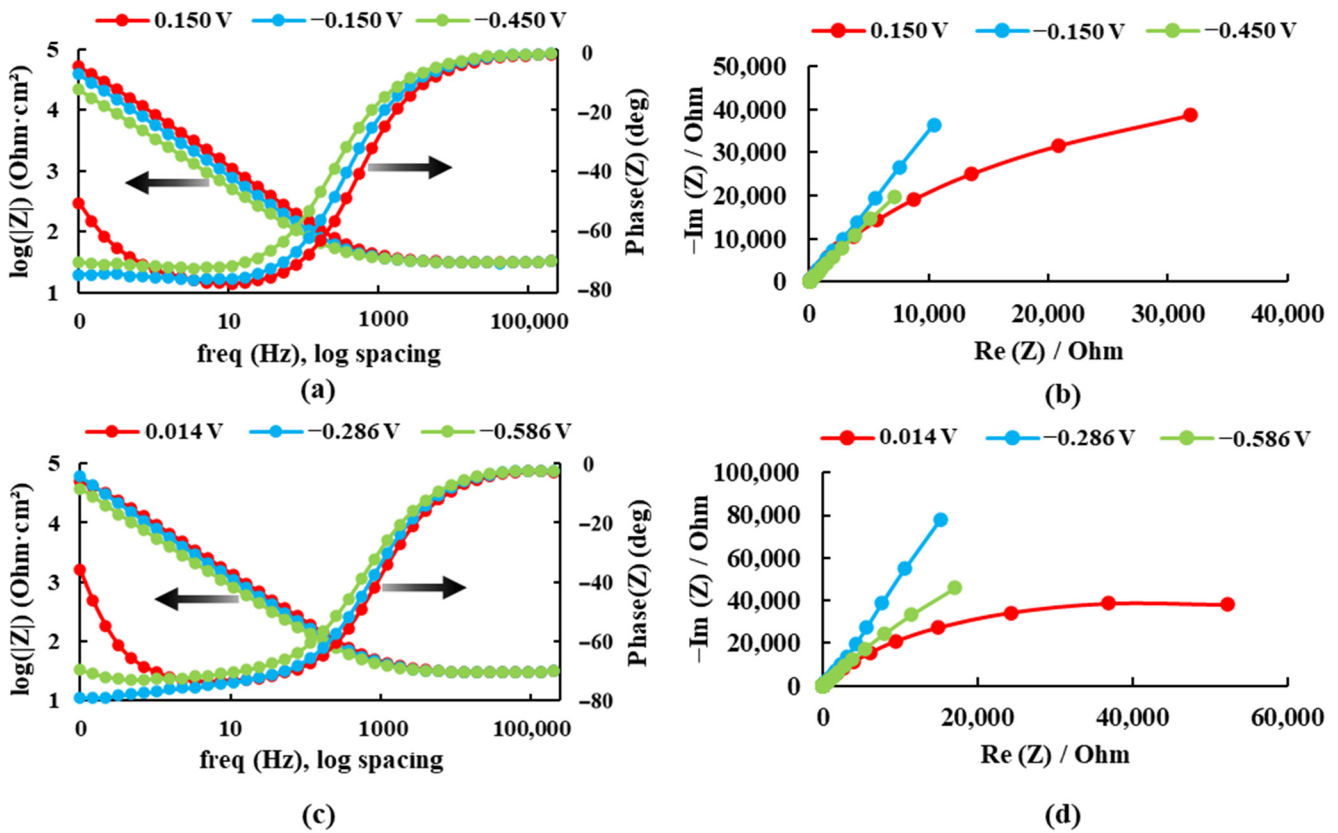 0.150 V −0.150 V −0.450 V
5
4
3
2
1
log(|Z|) (Ohm·cm²)
0
−20
−40
−60
−80
Phase(Z) (deg)
0 10 1000 100,000
freq (Hz), log spacing
(a)
0.150 V −0.150 V −0.450 V
50,000
40,000
30,000
20,000
10,000
0
−Im (Z) / Ohm
0 10,000 20,000 30,000 40,000
Re (Z) / Ohm
(b)
0.014 V −0.286 V −0.586 V
5
4
3
2
1
log(|Z|) (Ohm·cm²)
0
−20
−40
−60
−80
Phase(Z) (deg)
0 10 1000 100,000
freq (Hz), log spacing
(c)
0.014 V −0.286 V −0.586 V
100,000
80,000
60,000
40,000
20,000
0
−Im (Z) / Ohm
0 20,000 40,000 60,000
Re (Z) / Ohm
(d)